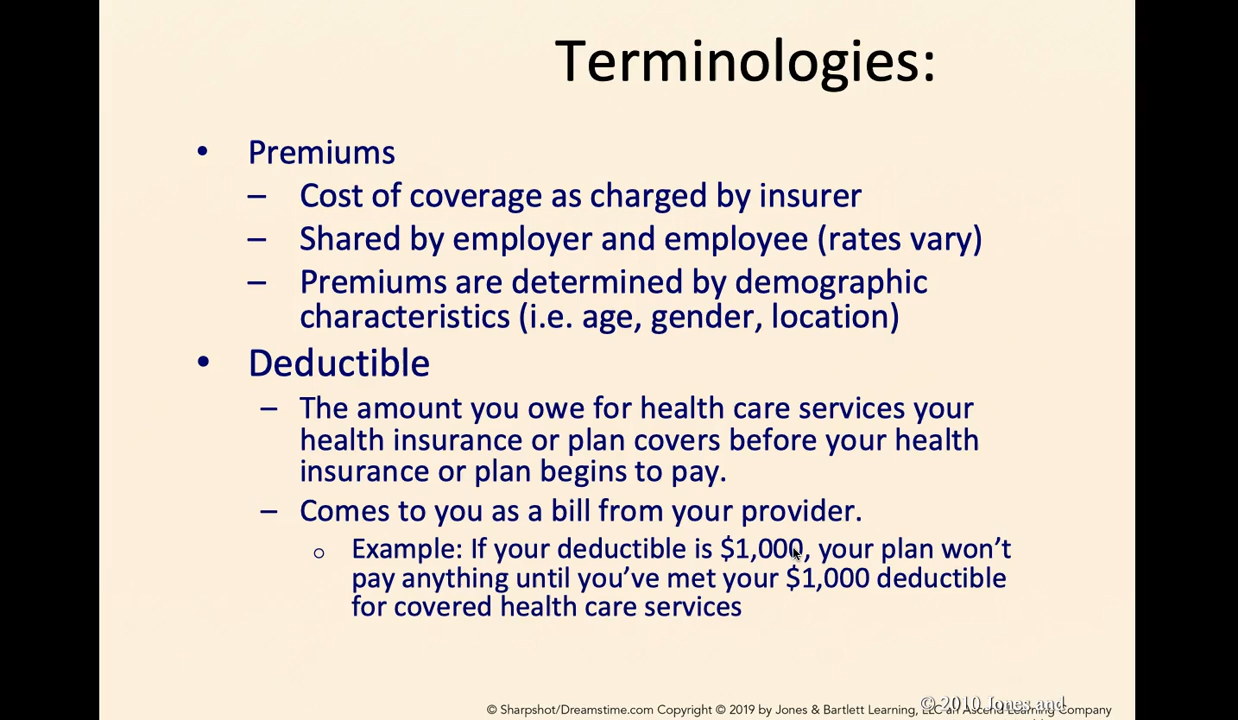 Terminologies:
• Premiums
– Cost of coverage as charged by insurer
– Shared by employer and employee (rates vary)
– Premiums are determined by demographic
characteristics (i.e. age, gender, location)
• Deductible
– The amount you owe for health care services your
health insurance or plan covers before your health
insurance or plan begins to pay.
– Comes to you as a bill from your provider.
○ Example: If your deductible is $1,000, your plan won’t
pay anything until you’ve met your $1,000 deductible
for covered health care services
© Sharpshot/Dreamstime.com Copyright © 2019 by Jones & Bartlett Learning, LLC an Ascend Learning Company
© 2010 Jones and